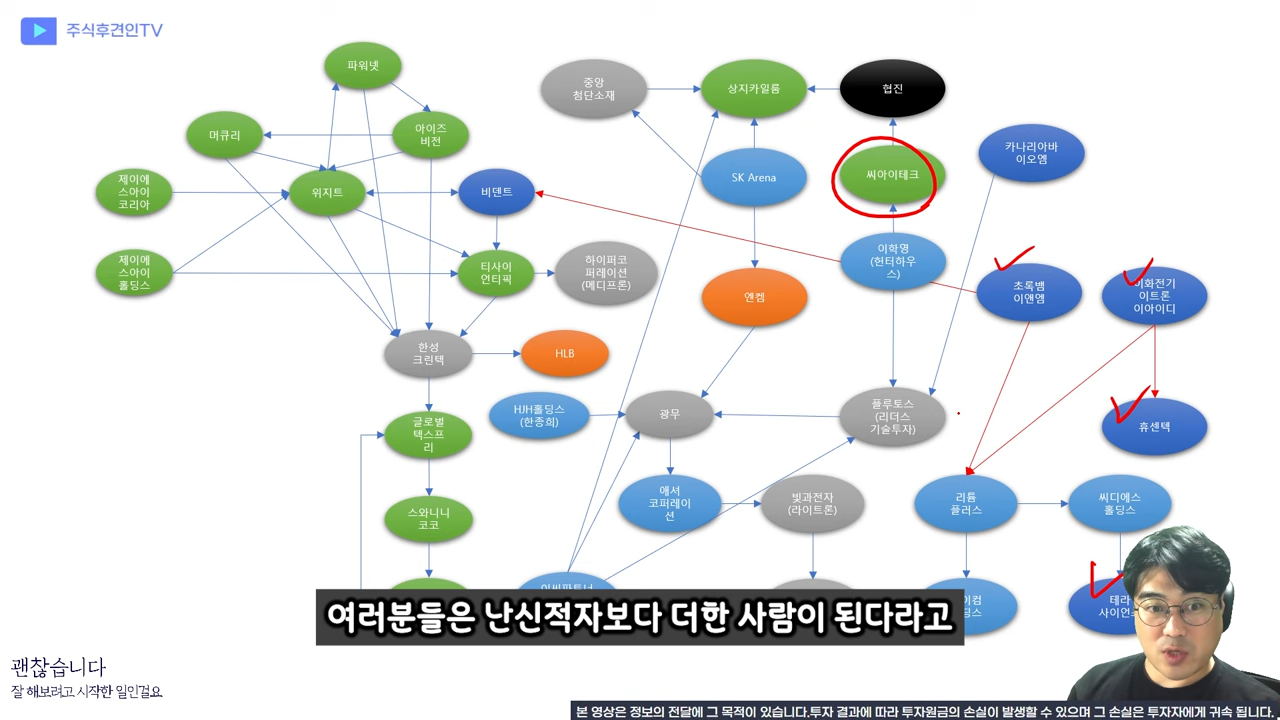 주식후견인TV
파워넷
중앙
첨단소재
상지카일룸
협진
머큐리
아이즈
비전
카나리아바
이오엠
제이에
스아이
코리아
위지트
비덴트
SK Arena
씨아이테크
제이에
스아이
홀딩스
티사이
언티픽
하이퍼코
퍼레이션
(메디프론)
엔켐
이학영
(헌터하우
스)
초록뱀
이앤엠
이화전기
이트론
이아이디
한성
크린텍
HLB
HJH홀딩스
(한종희)
광무
플루토스
(리더스
기술투자)
휴센텍
글로벌
텍스프
리
애셔
코퍼레이
션
빛과전자
(라이트론)
리튬
플러스
씨디에스
홀딩스
스와니니
코코
테라
사이언스
여러분들은 난신적자보다 더한 사람이 된다라고
괜찮습니다
잘 해보려고 시작한 일인걸요
본 영상은 정보의 전달에 그 목적이 있습니다.투자 결과에 따라 투자원금의 손실이 발생할 수 있으며 그 손실은 투자자에게 귀속 됩니다.